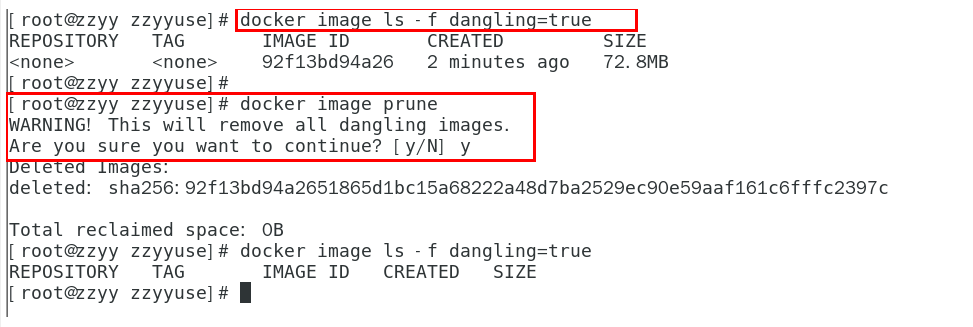 [root@zzyy zzyyuse]# docker image ls -f dangling=true
REPOSITORY   TAG       IMAGE ID       CREATED         SIZE
<none>       <none>    92f13bd94a26   2 minutes ago   72.8MB
[root@zzyy zzyyuse]#
[root@zzyy zzyyuse]# docker image prune
WARNING! This will remove all dangling images.
Are you sure you want to continue? [y/N] y
Deleted Images:
deleted: sha256:92f13bd94a2651865d1bc15a68222a48d7ba2529ec90e59aaf161c6fffc2397c
Total reclaimed space: 0B
[root@zzyy zzyyuse]# docker image ls -f dangling=true
REPOSITORY   TAG       IMAGE ID   CREATED   SIZE
[root@zzyy zzyyuse]#